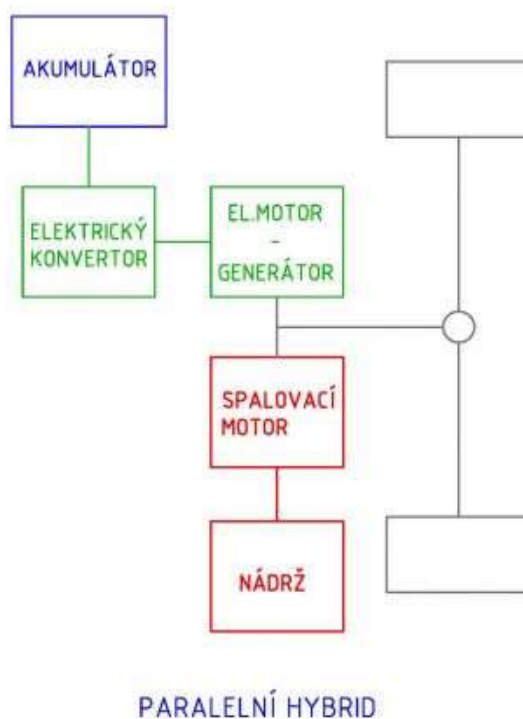 AKUMULÁTOR
ELEKTRICKÝ
KONVERTOR
EL.MOTOR
-
GENERÁTOR
SPALOVACÍ
MOTOR
NÁDRŽ
PARALELNÍ HYBRID